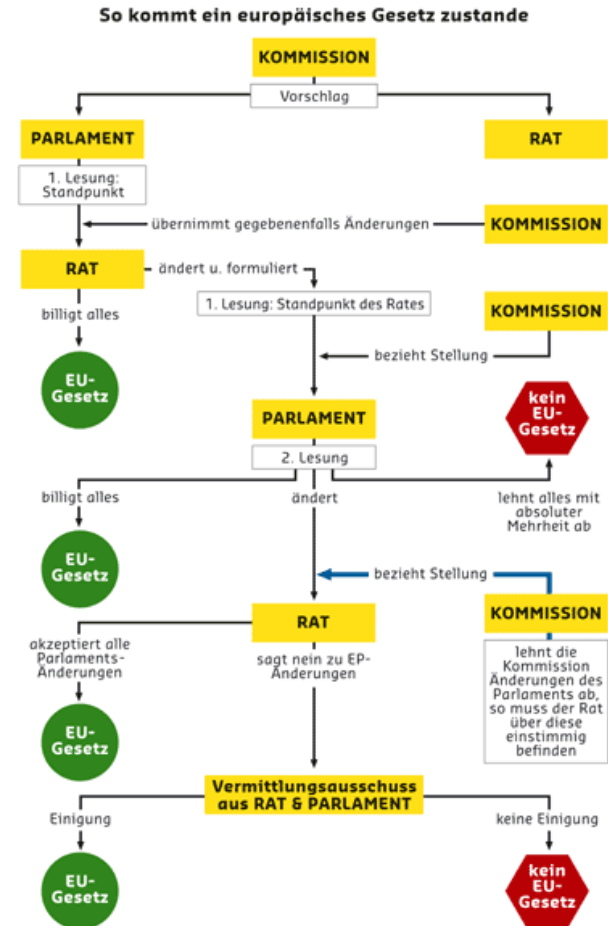 So kommt ein europäisches Gesetz zustande
KOMMISSION
Vorschlag
PARLAMENT
RAT
1. Lesung:
Standpunkt
übernimmt gegebenenfalls Änderungen
KOMMISSION
RAT
ändert u. formuliert
1. Lesung: Standpunkt des Rates
KOMMISSION
billigt alles
bezieht Stellung
EU-
Gesetz
kein
EU-
Gesetz
PARLAMENT
2. Lesung
billigt alles
ändert
lehnt alles mit
absoluter
Mehrheit ab
EU-
Gesetz
bezieht Stellung
RAT
KOMMISSION
akzeptiert alle
Parlaments-
Änderungen
sagt nein zu EP-
Änderungen
lehnt die
Kommission
Änderungen des
Parlaments ab,
so muss der Rat
über diese
einstimmig
befinden
EU-
Gesetz
Vermittlungsausschuss
aus RAT & PARLAMENT
Einigung
keine Einigung
EU-
Gesetz
kein
EU-
Gesetz